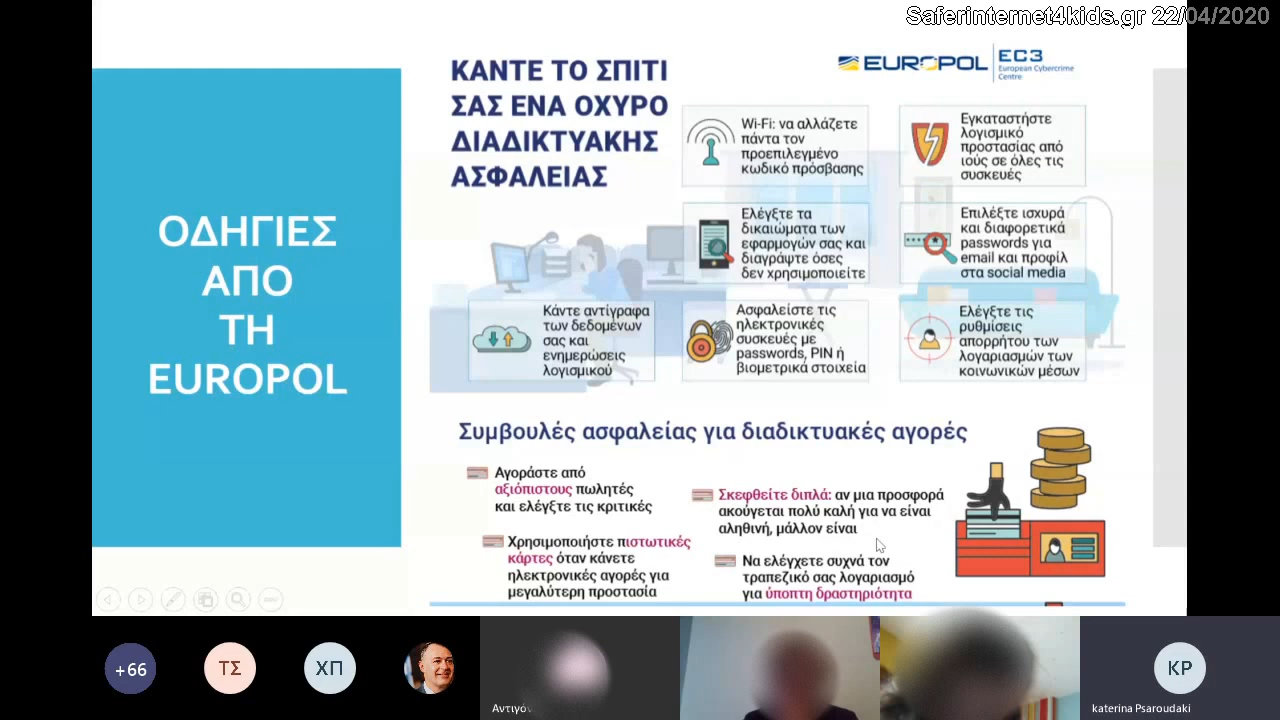 Saferinternet4kids.gr 22/04/2020
ΟΔΗΓΙΕΣ
ΑΠΟ
ΤΗ
EUROPOL
ΚΑΝΤΕ ΤΟ ΣΠΙΤΙ
ΣΑΣ ΕΝΑ ΟΧΥΡΟ
ΔΙΑΔΙΚΤΥΑΚΗΣ
ΑΣΦΑΛΕΙΑΣ
EUROPOL
EC3
European Cybercrime
Centre
Wi-Fi: να αλλάζετε
πάντα τον
προεπιλεγμένο
κωδικό πρόσβασης
Εγκαταστήστε
λογισμικό
προστασίας από
ιούς σε όλες τις
συσκευές
Ελέγξτε τα
δικαιώματα των
εφαρμογών σας και
διαγράψτε όσες
δεν χρησιμοποιείτε
Επιλέξτε ισχυρά
και διαφορετικά
passwords για
email και προφίλ
στα social media
Κάντε αντίγραφα
των δεδομένων
σας και
ενημερώσεις
λογισμικού
Ασφαλείστε τις
ηλεκτρονικές
συσκευές με
passwords, PIN ή
βιομετρικά στοιχεία
Ελέγξτε τις
ρυθμίσεις
απορρήτου των
λογαριασμών των
κοινωνικών μέσων
Συμβουλές ασφαλείας για διαδικτυακές αγορές
Αγοράστε από
αξιόπιστους πωλητές
και ελέγξτε τις κριτικές
Χρησιμοποιήστε πιστωτικές
κάρτες όταν κάνετε
ηλεκτρονικές αγορές για
μεγαλύτερη προστασία
Σκεφθείτε διπλά: αν μια προσφορά
ακούγεται πολύ καλή για να είναι
αληθινή, μάλλον είναι
Να ελέγχετε συχνά τον
τραπεζικό σας λογαριασμό
για ύποπτη δραστηριότητα
+66
ΤΣ
ΧΠ
KP
katerina Psaroudaki